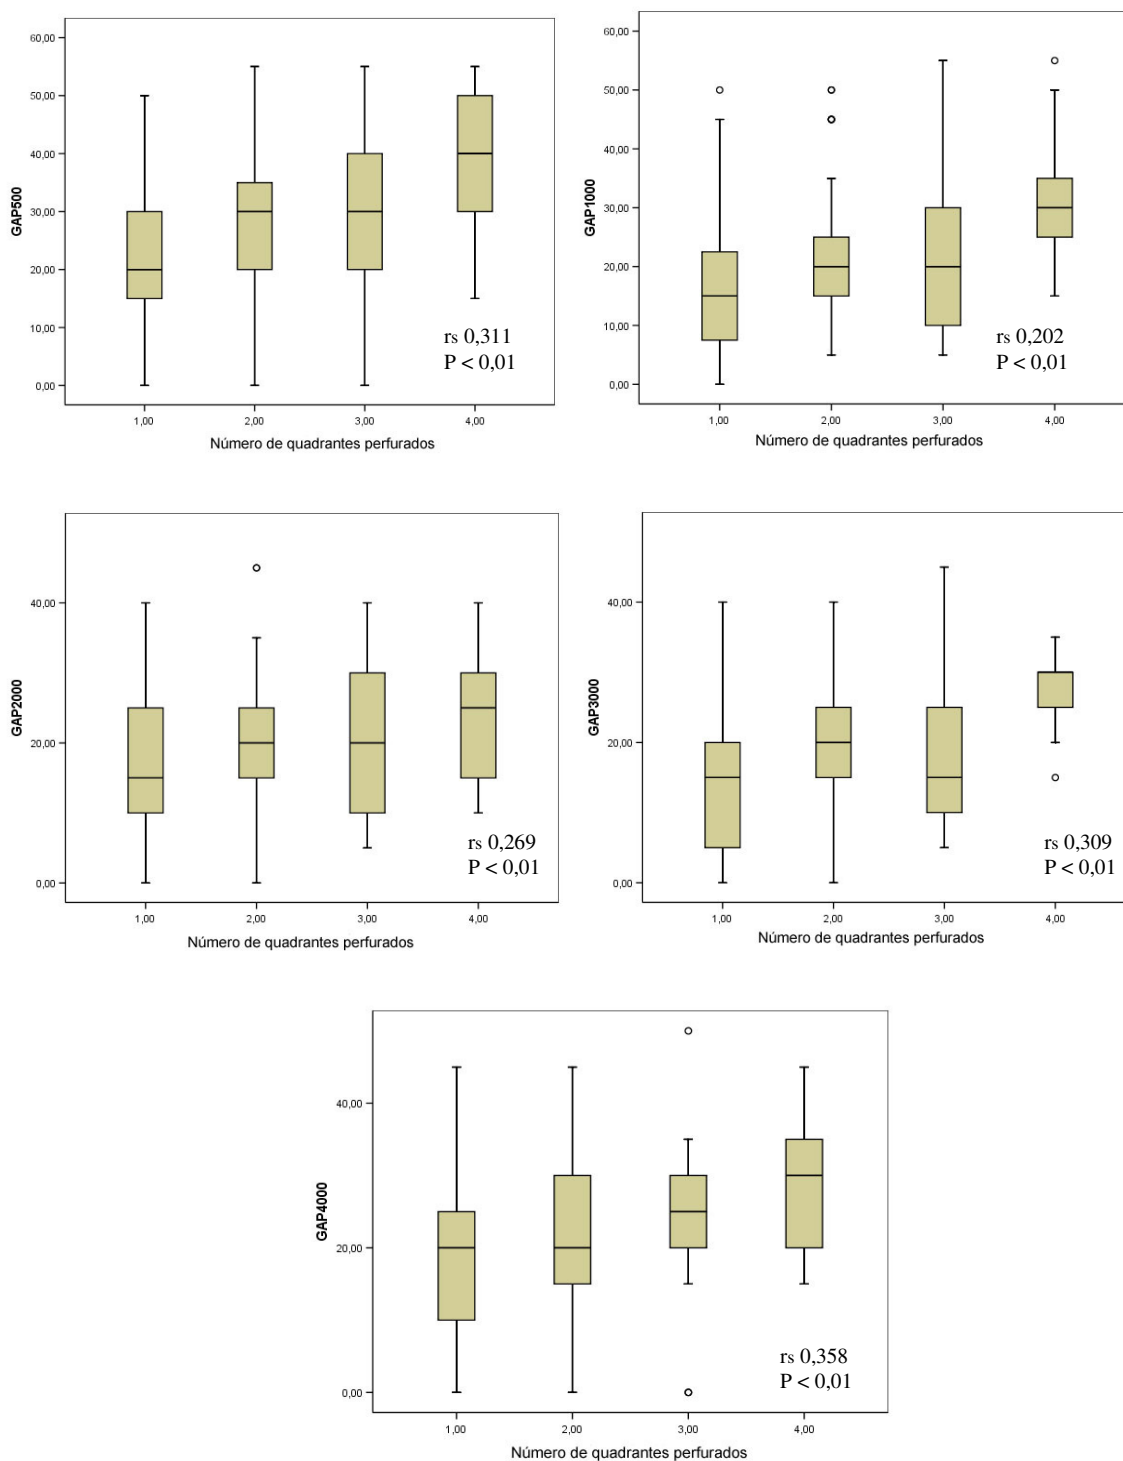 60,00
50,00
40,00
30,00
20,00
10,00
0,00
GAP500
1,00 2,00 3,00 4,00
Número de quadrantes perfurados
rs 0,311
P < 0,01
60,00
50,00
40,00
30,00
20,00
10,00
0,00
GAP1000
1,00 2,00 3,00 4,00
Número de quadrantes perfurados
rs 0,202
P < 0,01
40,00
20,00
0,00
GAP2000
1,00 2,00 3,00 4,00
Número de quadrantes perfurados
rs 0,269
P < 0,01
40,00
20,00
0,00
GAP3000
1,00 2,00 3,00 4,00
Número de quadrantes perfurados
rs 0,309
P < 0,01
40,00
20,00
0,00
GAP4000
1,00 2,00 3,00 4,00
Número de quadrantes perfurados
rs 0,358
P < 0,01